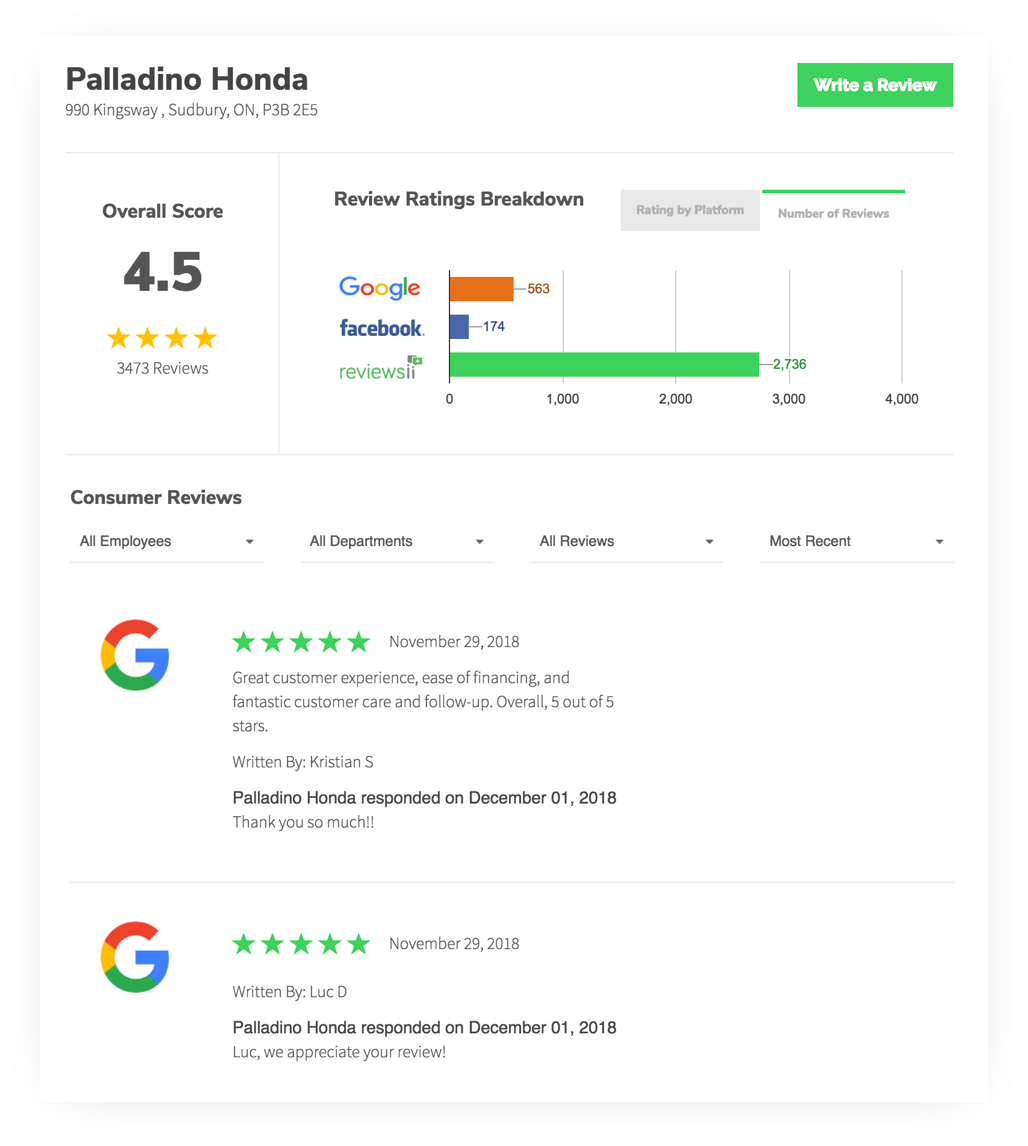 Palladino Honda
990 Kingsway , Sudbury, ON, P3B 2E5
Write a Review
Overall Score
4.5
3473 Reviews
Review Ratings Breakdown
Rating by Platform
Number of Reviews
Google
563
facebook.
174
reviewsii
2,736
0 1,000 2,000 3,000 4,000
Consumer Reviews
All Employees
All Departments
All Reviews
Most Recent
November 29, 2018
Great customer experience, ease of financing, and
fantastic customer care and follow-up. Overall, 5 out of 5
stars.
Written By: Kristian S
Palladino Honda responded on December 01, 2018
Thank you so much!!
November 29, 2018
Written By: Luc D
Palladino Honda responded on December 01, 2018
Luc, we appreciate your review!